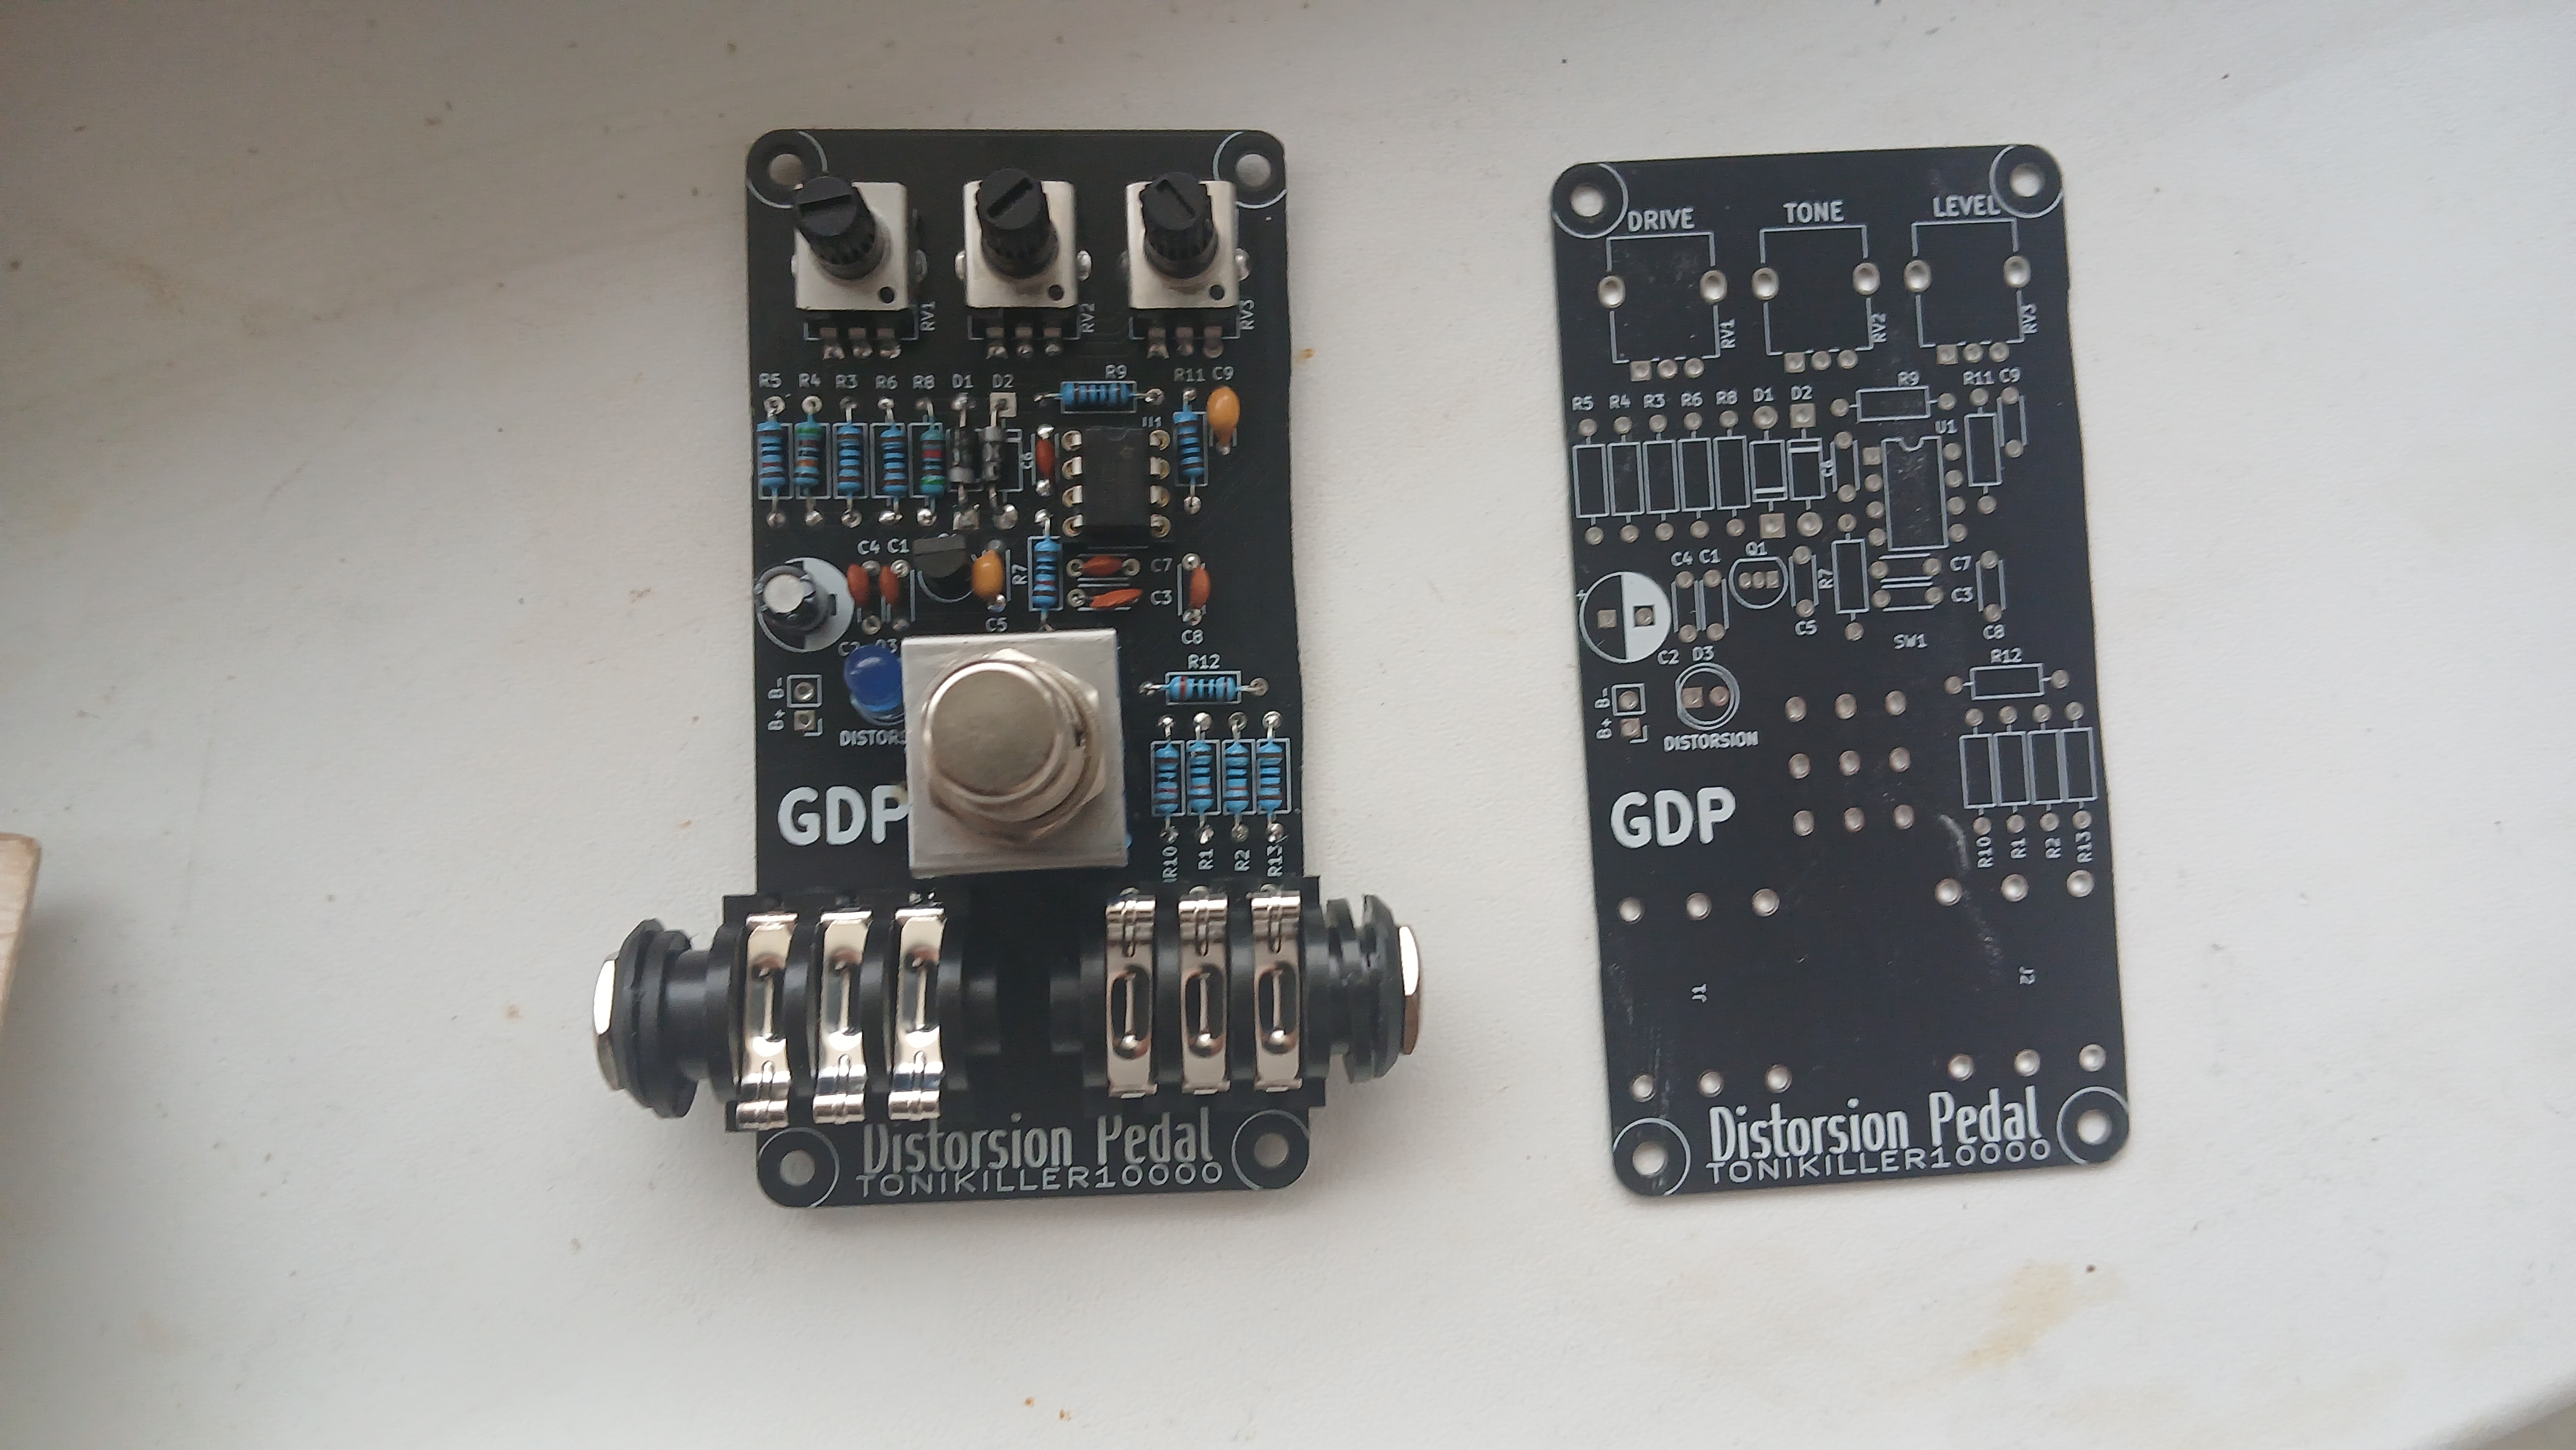 R5
R4
R3
R6
R8
D1
D2
RV1
RV2
RV3
B+ B-
GDP
DISTORS
C4
C1
C5
R7
C6
R9
U1
C3
C7
C8
R11
C9
R10
R1
R2
R13
R12
Distorsion Pedal
TONIKILLER10000
R5
R4
R3
R6
R8
D1
D2
DRIVE
RV1
TONE
RV2
LEVEL
RV3
B+ B-
+
GDP
DISTORSION
C2
D3
C4
C1
Q1
C5
R7
C6
SW1
R9
U1
C3
C7
C8
R11
C9
R10
R1
R2
R13
R12
J1
J2
Distorsion Pedal
TONIKILLER10000